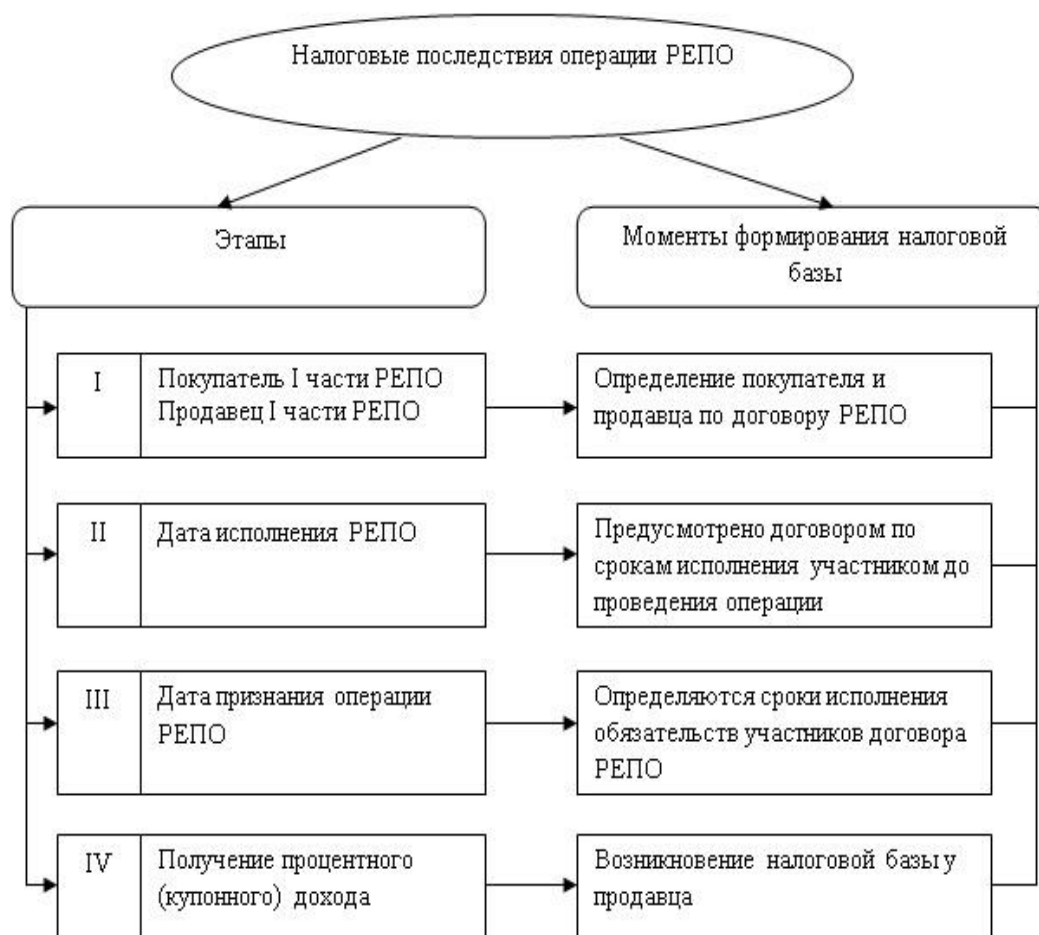 Налоговые последствия операции РЕПО
Этапы
Моменты формирования налоговой
базы
I
Покупатель I части РЕПО
Продавец I части РЕПО
Определение покупателя и
продавца по договору РЕПО
II
Дата исполнения РЕПО
Предусмотрено договором по
срокам исполнения участником до
проведения операции
III
Дата признания операции
РЕПО
Определяются сроки исполнения
обязательств участников договора
РЕПО
IV
Получение процентного
(купонного) дохода
Возникновение налоговой базы у
продавца